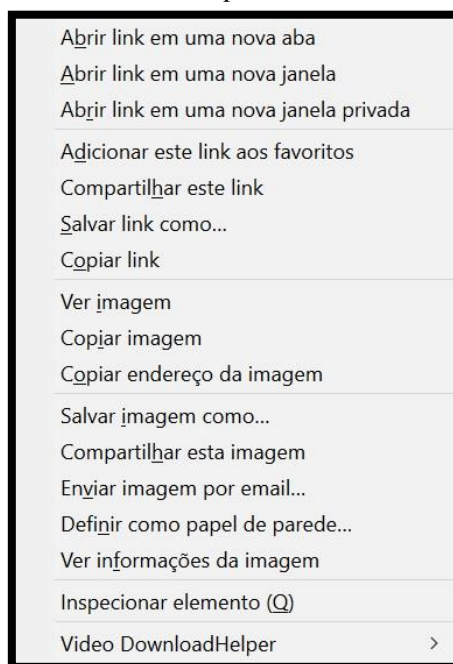 Abrir link em uma nova aba
Abrir link em uma nova janela
Abrir link em uma nova janela privada
Adicionar este link aos favoritos
Compartilhar este link
Salvar link como...
Copiar link
Ver imagem
Copiar imagem
Copiar endereço da imagem
Salvar imagem como...
Compartilhar esta imagem
Enviar imagem por email...
Definir como papel de parede...
Ver informações da imagem
Inspecionar elemento (Q)
Video DownloadHelper >